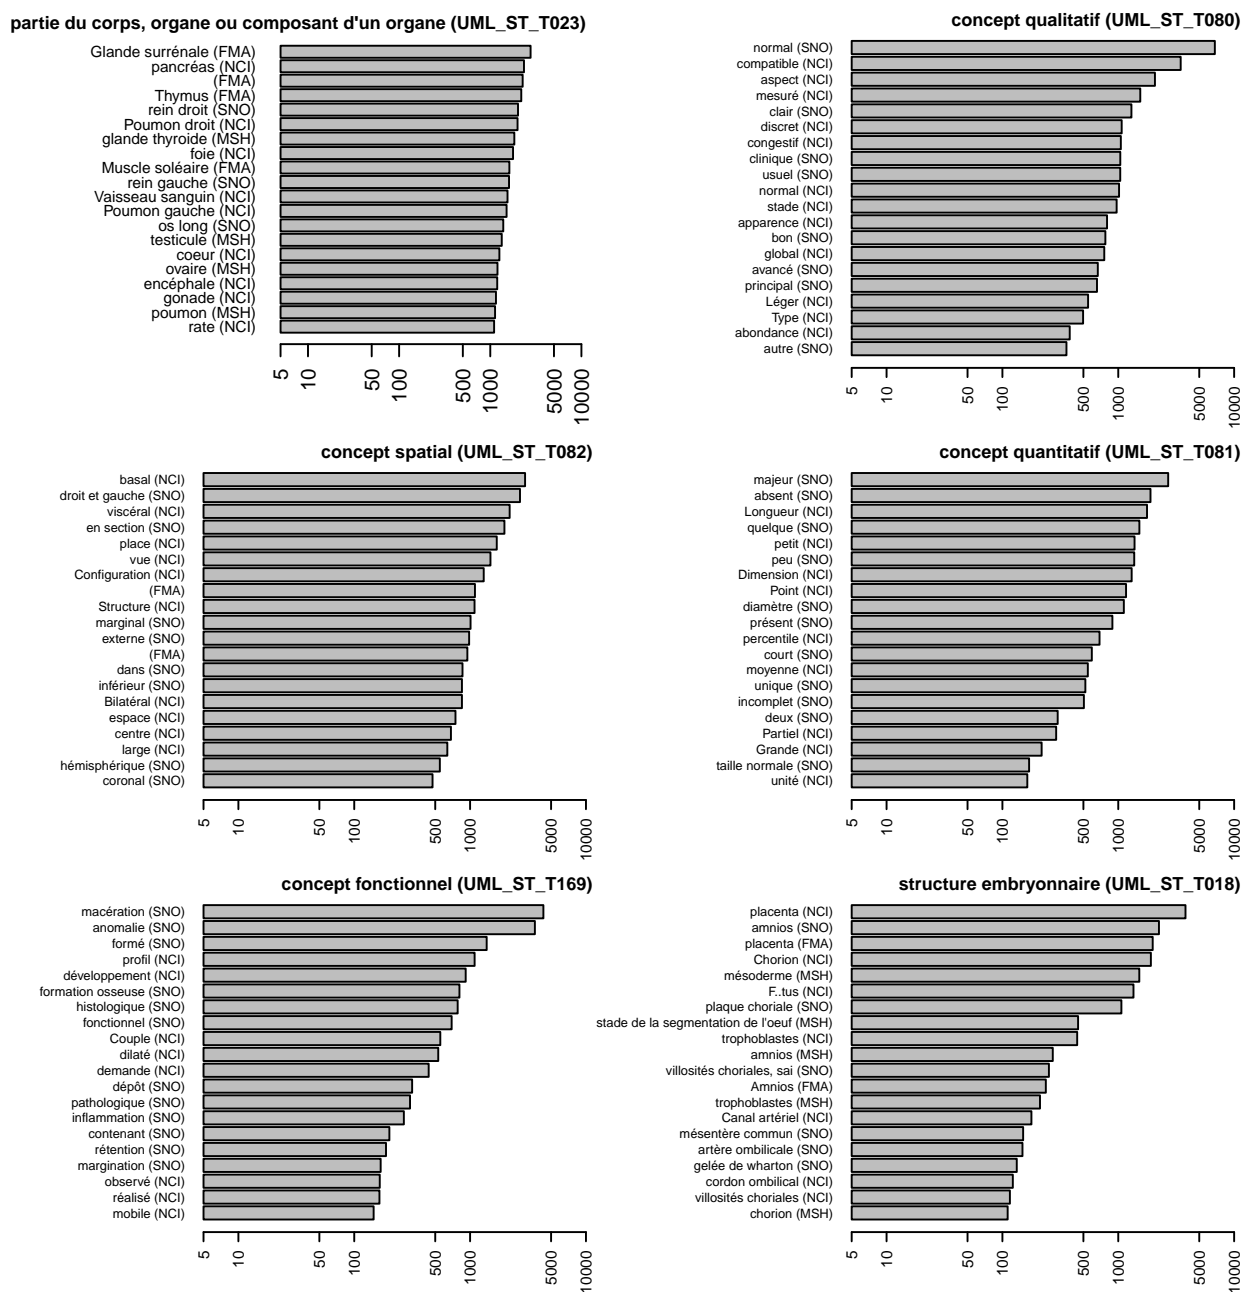 partie du corps, organe ou composant d'un organe (UML_ST_T023)
Glande surrénale (FMA)
pancréas (NCI)
(FMA)
Thymus (FMA)
rein droit (SNO)
Poumon droit (NCI)
glande thyroide (MSH)
foie (NCI)
Muscle soléaire (FMA)
rein gauche (SNO)
Vaisseau sanguin (NCI)
Poumon gauche (NCI)
os long (SNO)
testicule (MSH)
coeur (NCI)
ovaire (MSH)
encéphale (NCI)
gonade (NCI)
poumon (MSH)
rate (NCI)
5 10 50 100 500 1000 5000 10000
concept qualitatif (UML_ST_T080)
normal (SNO)
compatible (NCI)
aspect (NCI)
mesuré (NCI)
clair (SNO)
discret (NCI)
congestif (NCI)
clinique (SNO)
usuel (SNO)
normal (NCI)
stade (NCI)
apparence (NCI)
bon (SNO)
global (NCI)
avancé (SNO)
principal (SNO)
Léger (NCI)
Type (NCI)
abondance (NCI)
autre (SNO)
5 10 50 100 500 1000 5000 10000
concept spatial (UML_ST_T082)
basal (NCI)
droit et gauche (SNO)
viscéral (NCI)
en section (SNO)
place (NCI)
vue (NCI)
Configuration (NCI)
(FMA)
Structure (NCI)
marginal (SNO)
externe (SNO)
(FMA)
dans (SNO)
inférieur (SNO)
Bilatéral (NCI)
espace (NCI)
centre (NCI)
large (NCI)
hémisphérique (SNO)
coronal (SNO)
5 10 50 100 500 1000 5000 10000
concept quantitatif (UML_ST_T081)
majeur (SNO)
absent (SNO)
Longueur (NCI)
quelque (SNO)
petit (NCI)
peu (SNO)
Dimension (NCI)
Point (NCI)
diamètre (SNO)
présent (SNO)
percentile (NCI)
court (SNO)
moyenne (NCI)
unique (SNO)
incomplet (SNO)
deux (SNO)
Partiel (NCI)
Grande (NCI)
taille normale (SNO)
unité (NCI)
5 10 50 100 500 1000 5000 10000
concept fonctionnel (UML_ST_T169)
macération (SNO)
anomalie (SNO)
formé (SNO)
profil (NCI)
développement (NCI)
formation osseuse (SNO)
histologique (SNO)
fonctionnel (SNO)
Couple (NCI)
dilaté (NCI)
demande (NCI)
dépôt (SNO)
pathologique (SNO)
inflammation (SNO)
contenant (SNO)
rétention (SNO)
margination (SNO)
observé (NCI)
réalisé (NCI)
mobile (NCI)
5 10 50 100 500 1000 5000 10000
structure embryonnaire (UML_ST_T018)
placenta (NCI)
amnios (SNO)
placenta (FMA)
Chorion (NCI)
mésoderme (MSH)
F..tus (NCI)
plaque choriale (SNO)
stade de la segmentation de l'oeuf (MSH)
trophoblastes (NCI)
amnios (MSH)
villosités choriales, sai (SNO)
Amnios (FMA)
trophoblastes (MSH)
Canal artériel (NCI)
mésentère commun (SNO)
artère ombilicale (SNO)
gelée de wharton (SNO)
cordon ombilical (NCI)
villosités choriales (NCI)
chorion (MSH)
5 10 50 100 500 1000 5000 10000